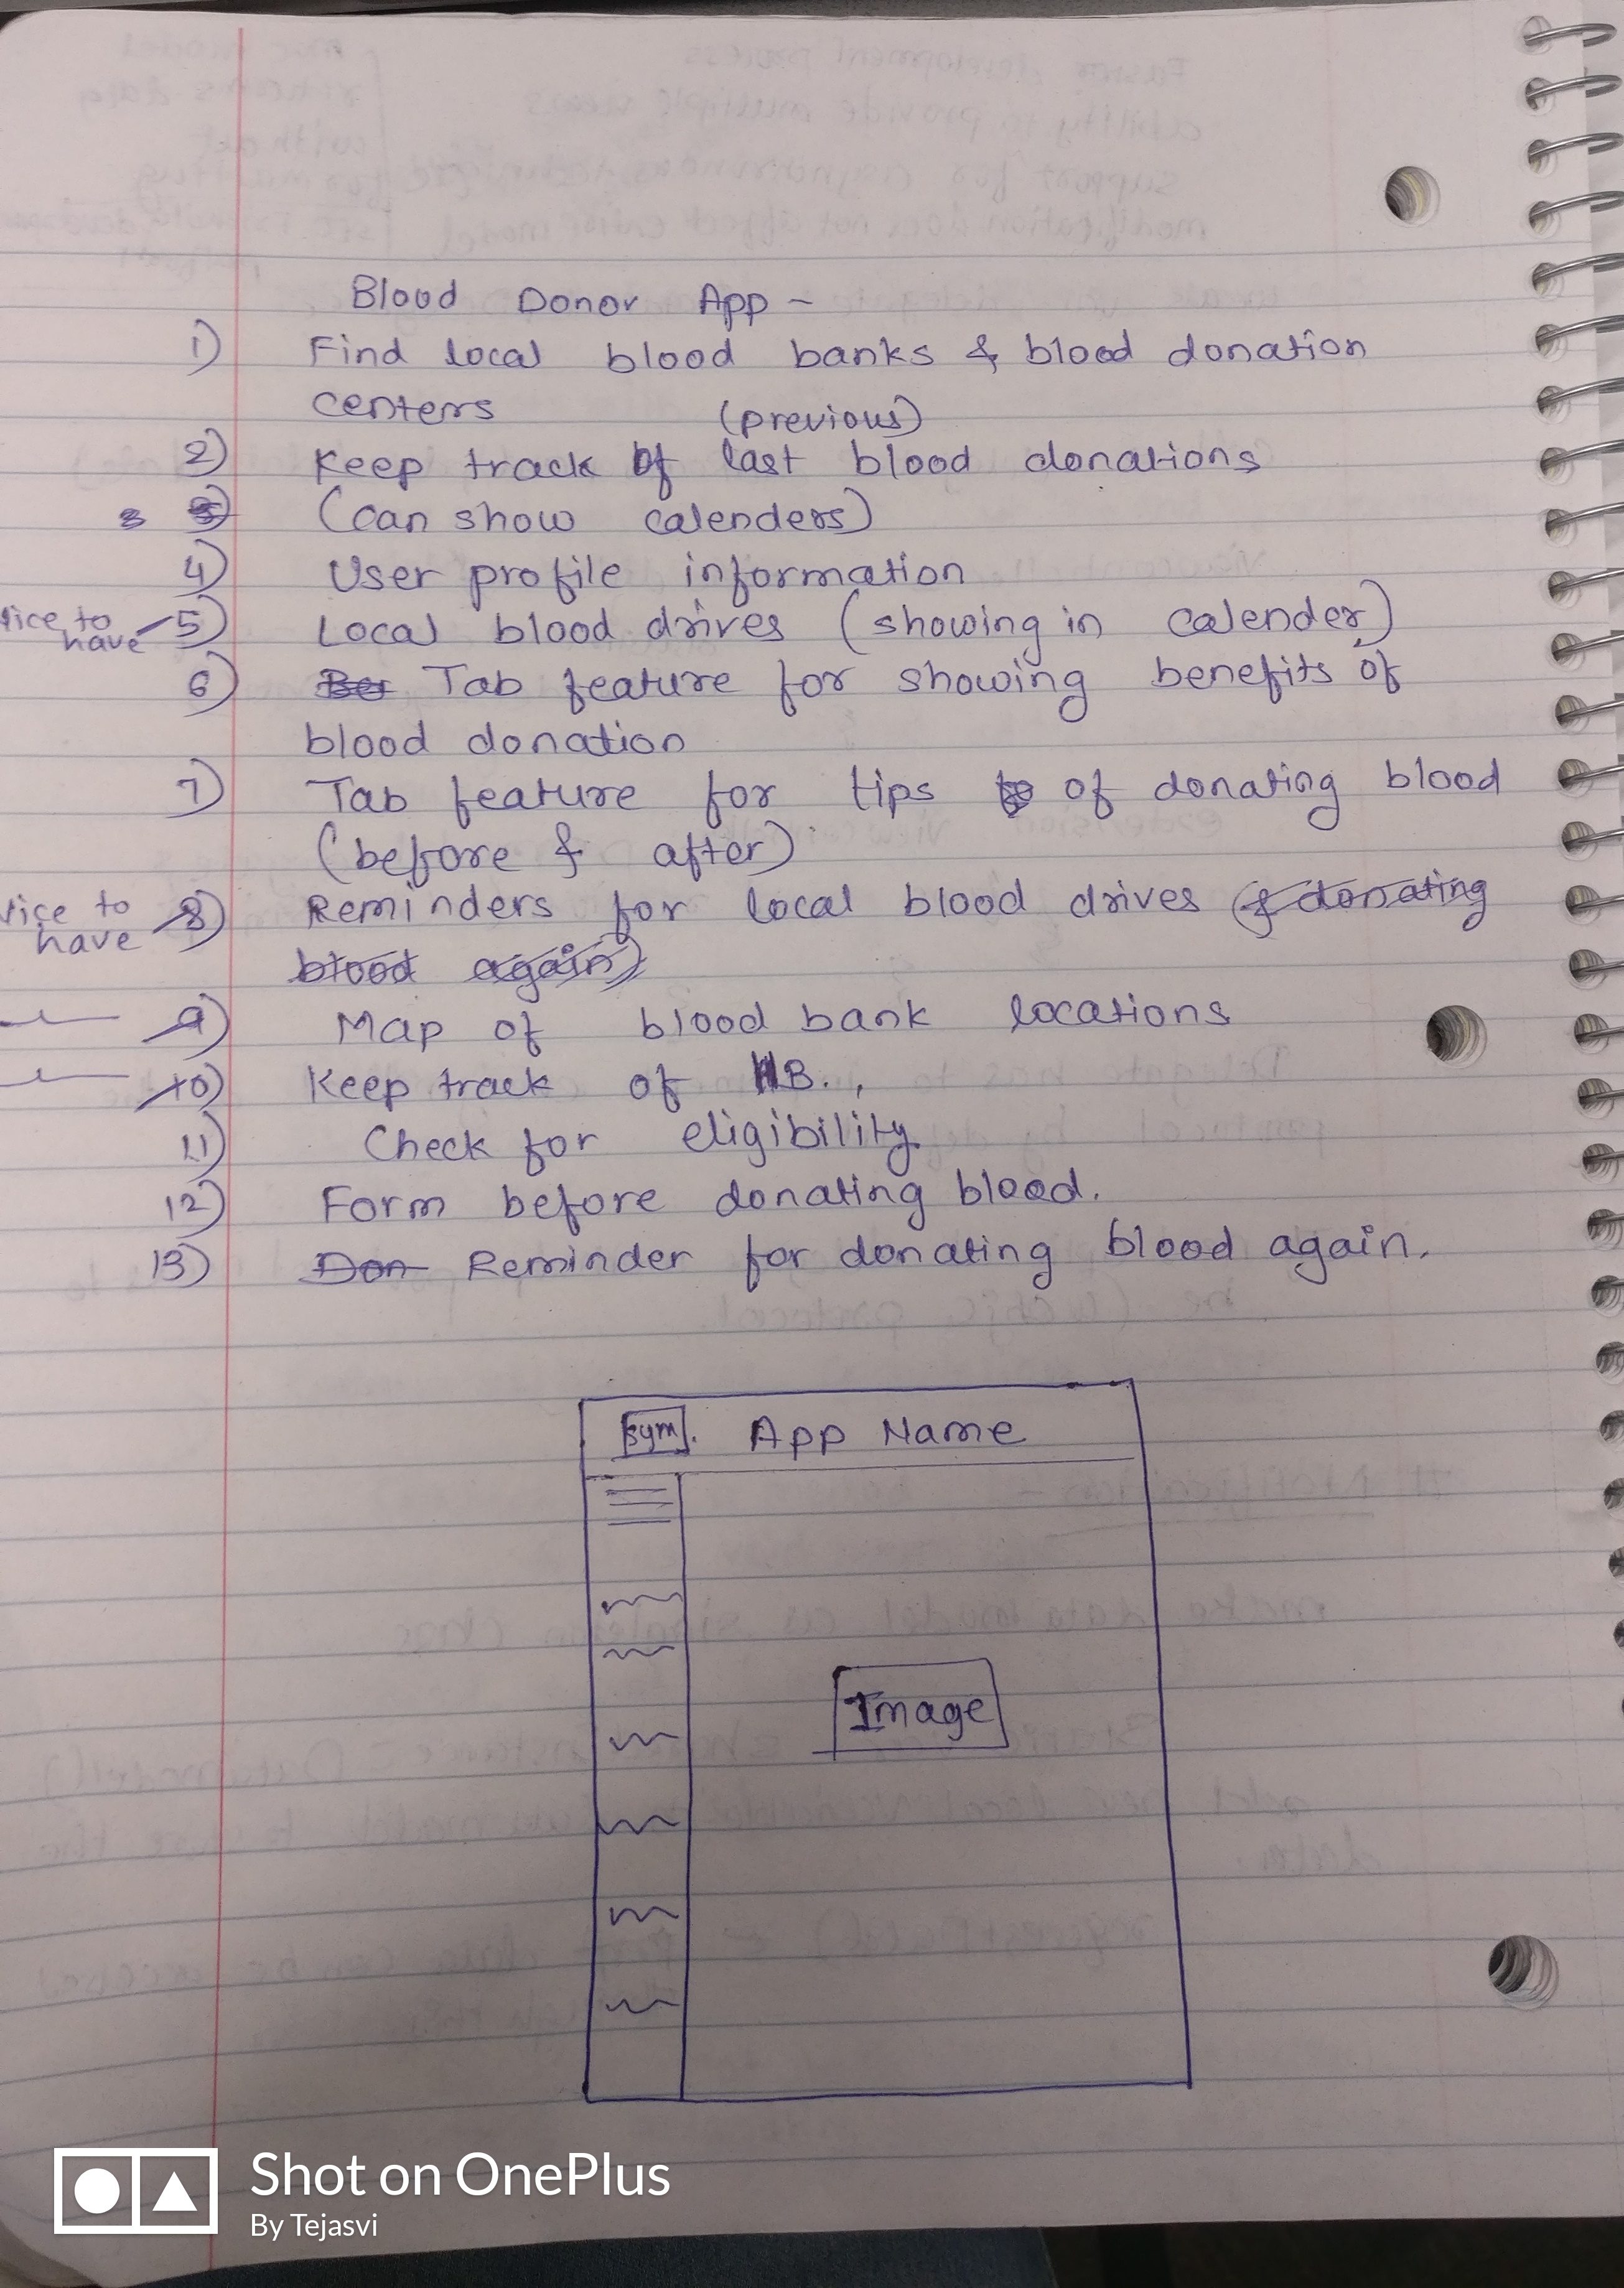 Blood Donor App -
1) Find local blood banks & blood donation
centers
(previous)
2) Keep track of last blood donations
3 (can show calenders)
4) User profile information
Nice to have 5) Local blood drives (showing in calender)
6) Tab feature for showing benefits of
blood donation
7) Tab feature for tips of donating blood
(before & after)
Nice to have 8) Reminders for local blood drives (& donating
blood again)
9) Map of blood bank locations
10) Keep track of HB.,
11) Check for eligibility
12) Form before donating blood.
13) Don Reminder for donating blood again.
Sym. App Name
Image
Shot on OnePlus
By Tejasvi